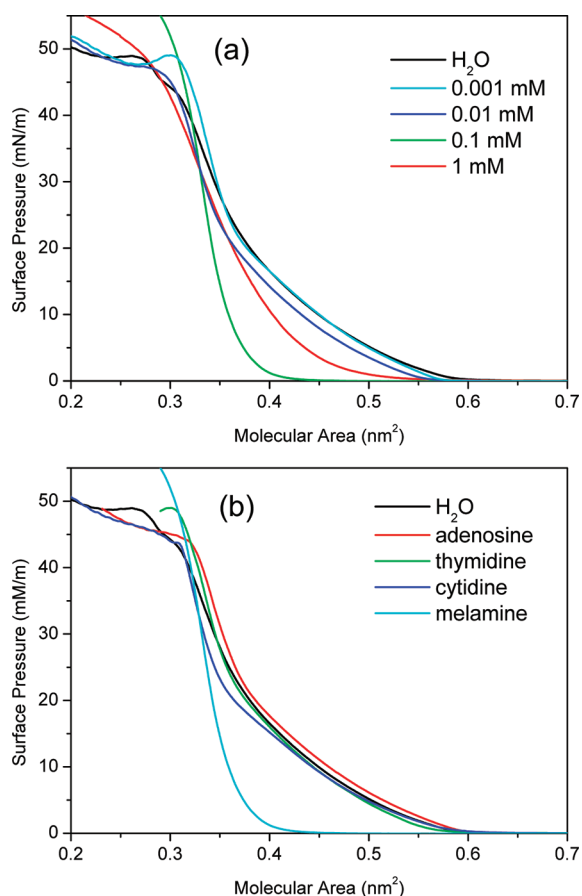 (a)
H₂O
0.001 mM
0.01 mM
0.1 mM
1 mM
50
40
30
20
10
0
Surface Pressure (mN/m)
0.2 0.3 0.4 0.5 0.6 0.7
Molecular Area (nm²)
(b)
H₂O
adenosine
thymidine
cytidine
melamine
50
40
30
20
10
0
Surface Pressure (mM/m)
0.2 0.3 0.4 0.5 0.6 0.7
Molecular Area (nm²)